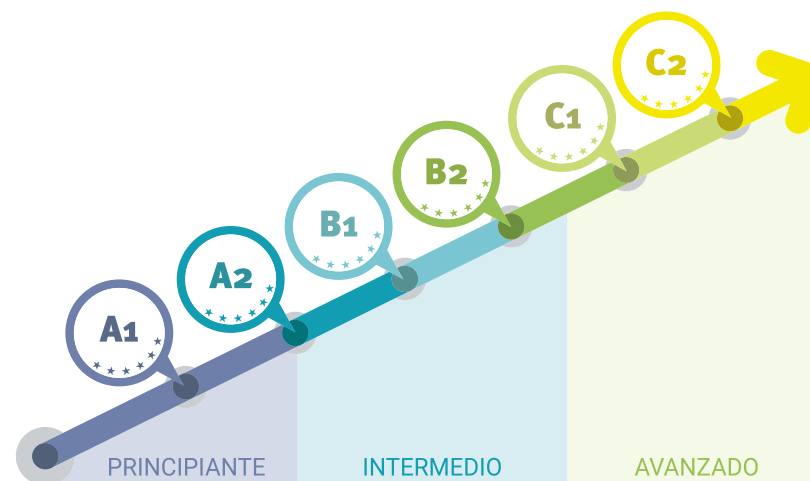 A1
A2
B1
B2
C1
C2
PRINCIPIANTE
INTERMEDIO
AVANZADO